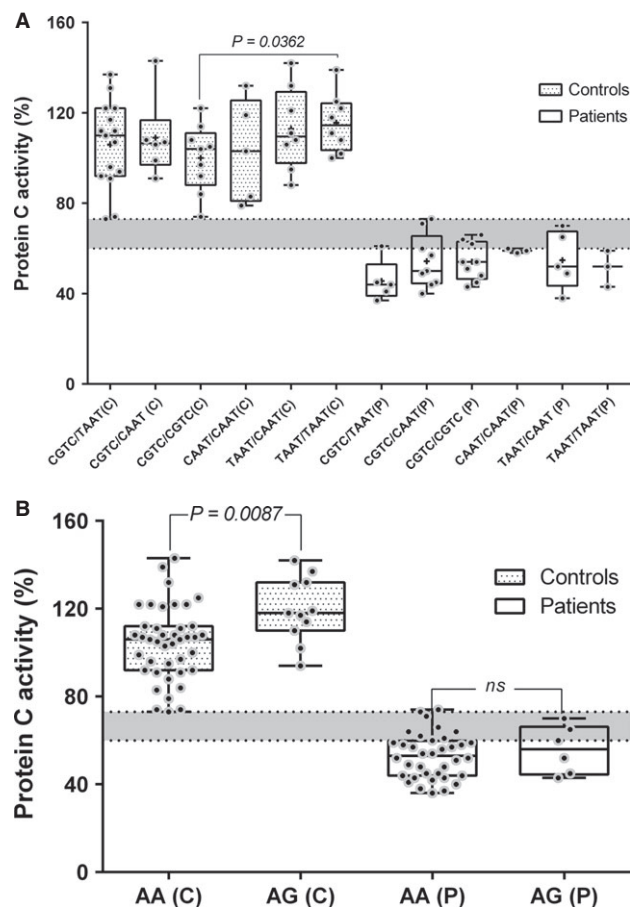 A
160
120
80
40
0
Protein C activity (%)
P = 0.0362
Controls
Patients
CGTC/TAAT(C)
CGTC/CAAT (C)
CGTC/CGTC(C)
CAAT/CAAT(C)
TAAT/CAAT(C)
TAAT/TAAT(C)
CGTC/TAAT(P)
CGTC/CAAT(P)
CGTC/CGTC (P)
CAAT/CAAT(P)
TAAT/CAAT (P)
TAAT/TAAT(P)
B
160
120
80
40
0
Protein C activity (%)
P = 0.0087
Controls
Patients
ns
AA (C)
AG (C)
AA (P)
AG (P)